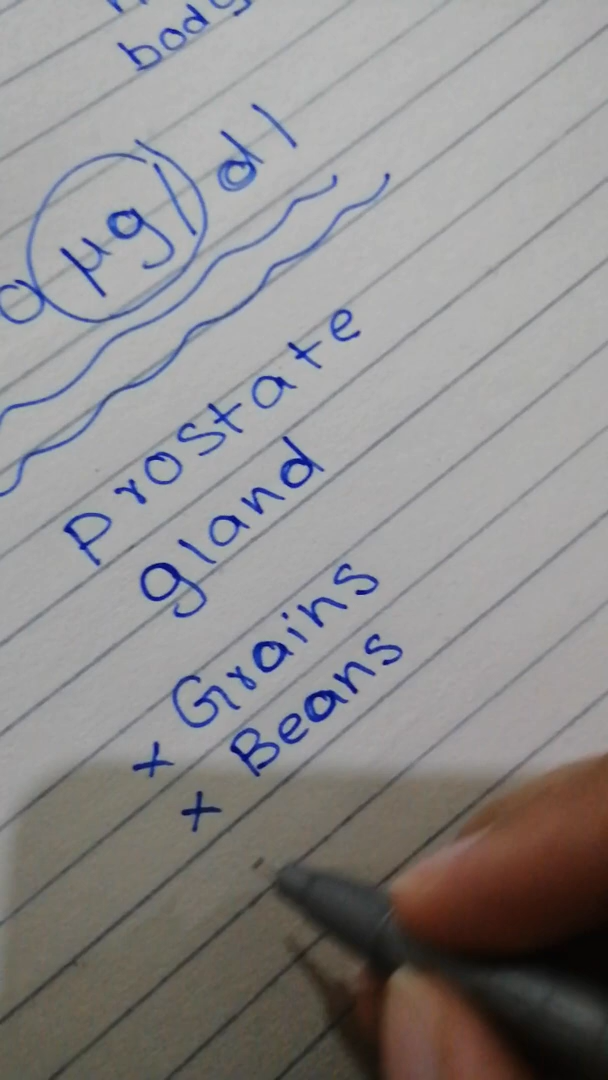 body
µg/dl
Prostate
gland
x Grains
x Beans